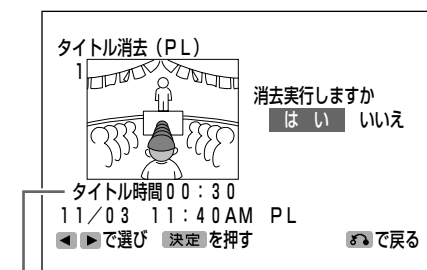 タイトル消去（PL）
1
消去実行しますか
は い いいえ
タイトル時間00：30
11／03 11：40AM PL
で選び 決定 を押す で戻る